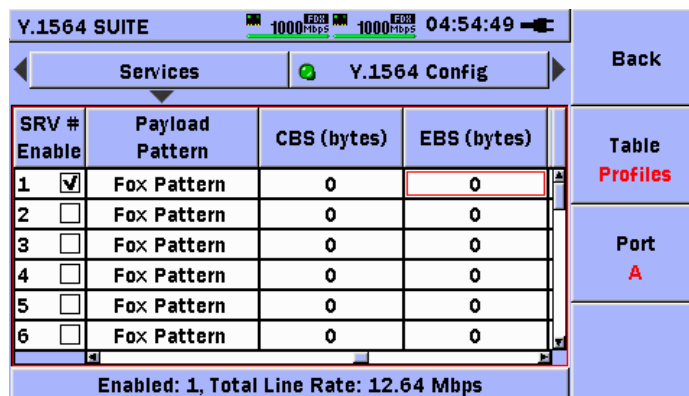 Y.1564 SUITE 1000 FDX Mbps 1000 FDX Mbps 04:54:49
Back
Services Y.1564 Config
SRV # Enable Payload Pattern CBS (bytes) EBS (bytes)
Table Profiles
1 Fox Pattern 0 0
2 Fox Pattern 0 0
3 Fox Pattern 0 0
Port A
4 Fox Pattern 0 0
5 Fox Pattern 0 0
6 Fox Pattern 0 0
Enabled: 1, Total Line Rate: 12.64 Mbps